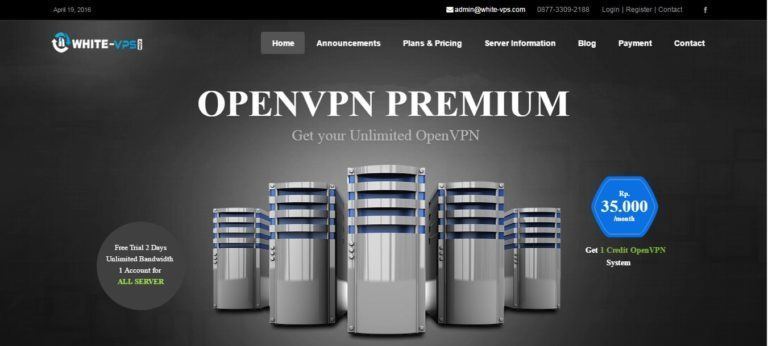 April 19, 2016
admin@white-vps.com
0877-3309-2188
Login | Register | Contact
f
WHITE-VPS
Home
Announcements
Plans & Pricing
Server Information
Blog
Payment
Contact
OPENVPN PREMIUM
Get your Unlimited OpenVPN
Rp.
35.000
/month
Get 1 Credit OpenVPN
System
Free Trial 2 Days
Unlimited Bandwidth
1 Account for
ALL SERVER